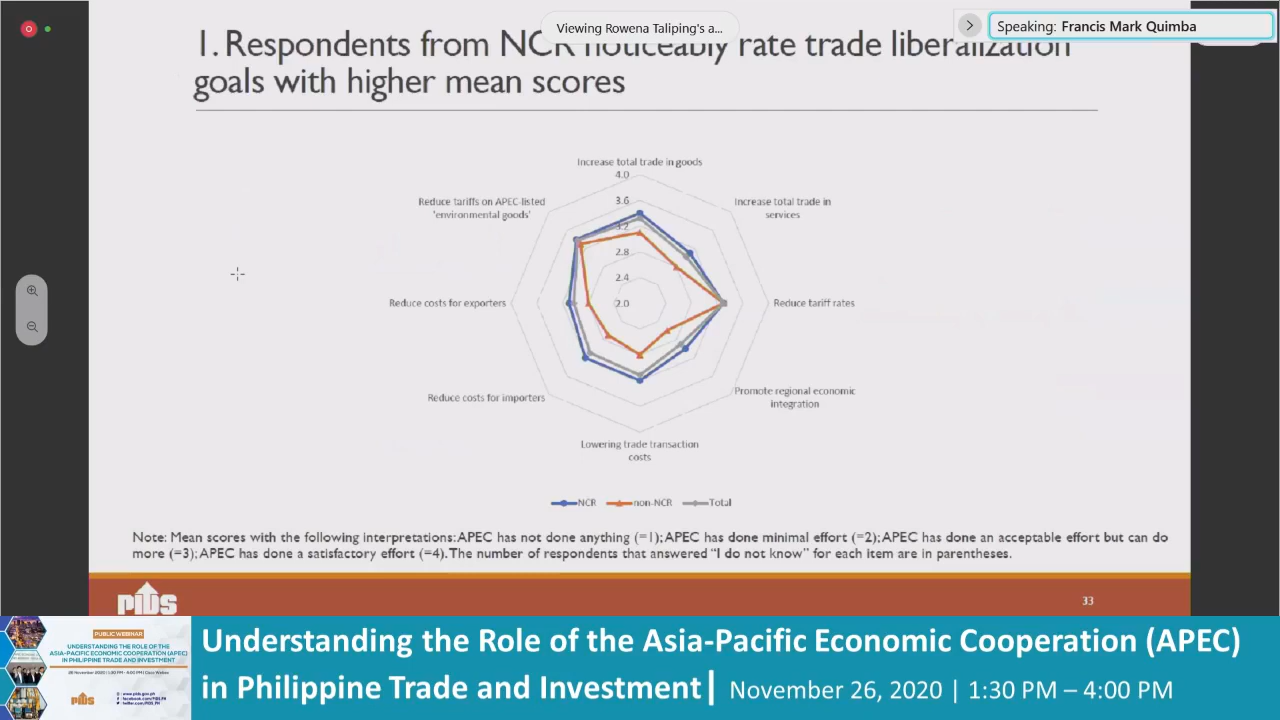 Viewing Rowena Taliping's a...
Speaking: Francis Mark Quimba
1. Respondents from NCR noticeably rate trade liberalization
goals with higher mean scores
Increase total trade in goods
4.0
Reduce tariffs on APEC-listed
'environmental goods'
3.6
Increase total trade in
services
3.2
2.8
2.4
Reduce costs for exporters
2.0
Reduce tariff rates
Reduce costs for importers
Promote regional economic
integration
Lowering trade transaction
costs
NCR non-NCR Total
Note: Mean scores with the following interpretations: APEC has not done anything (=1); APEC has done minimal effort (=2); APEC has done an acceptable effort but can do
more (=3); APEC has done a satisfactory effort (=4). The number of respondents that answered "I do not know" for each item are in parentheses.
PIDS
33
PUBLIC WEBINAR
UNDERSTANDING THE ROLE OF THE
ASIA-PACIFIC ECONOMIC COOPERATION (APEC)
IN PHILIPPINE TRADE AND INVESTMENT
Understanding the Role of the Asia-Pacific Economic Cooperation (APEC)
in Philippine Trade and Investment | November 26, 2020 | 1:30 PM – 4:00 PM